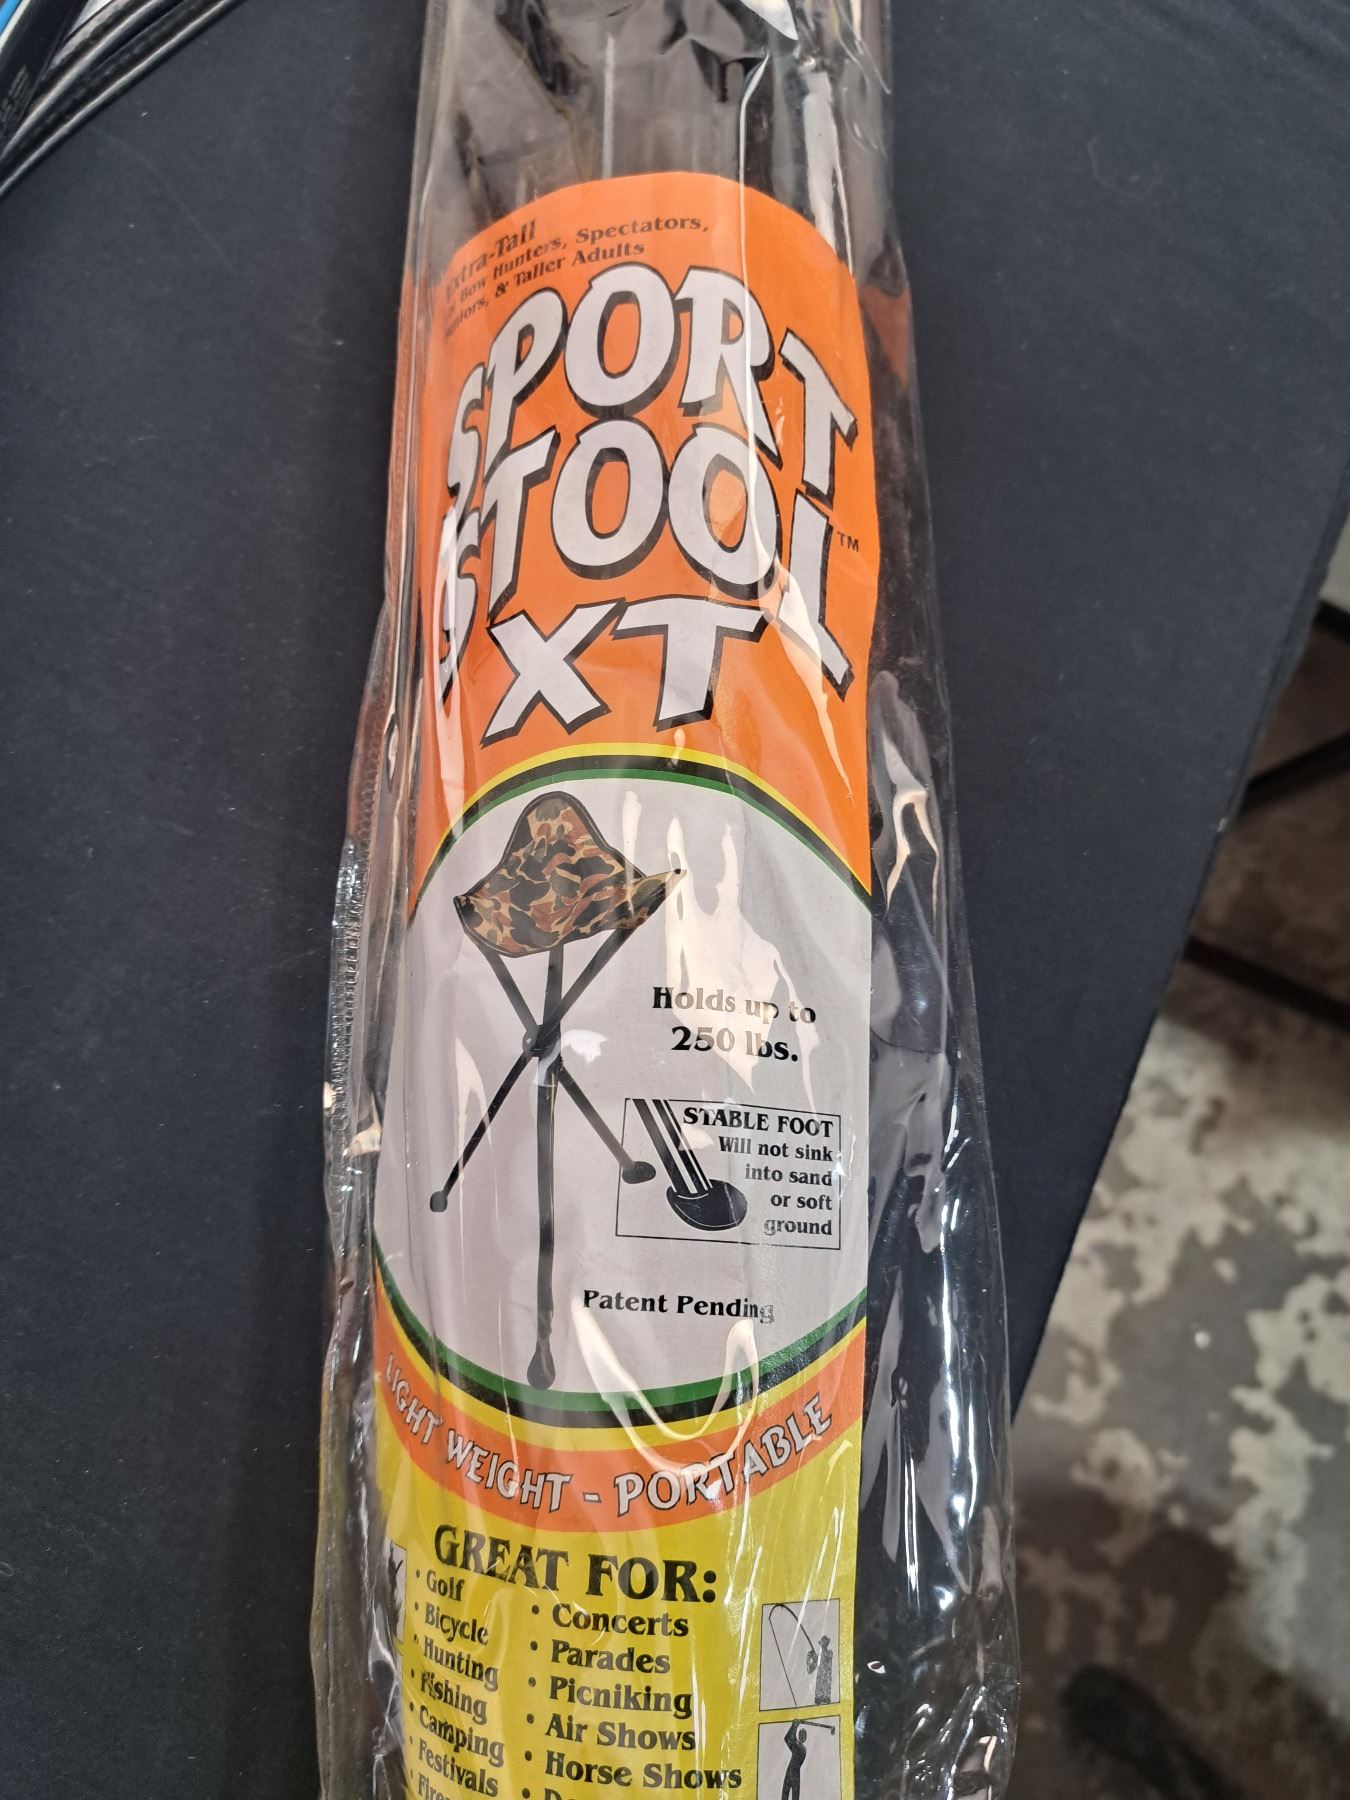 Extra-Tall
for Bow Hunters, Spectators,
Seniors, & Taller Adults
SPORT
STOOL™
XT
Holds up to
250 lbs.
STABLE FOOT
Will not sink
into sand
or soft
ground
Patent Pending
LIGHT WEIGHT - PORTABLE
GREAT FOR:
• Golf
• Bicycle
• Hunting
• Fishing
• Camping
• Festivals
• Concerts
• Parades
• Picniking
• Air Shows
• Horse Shows